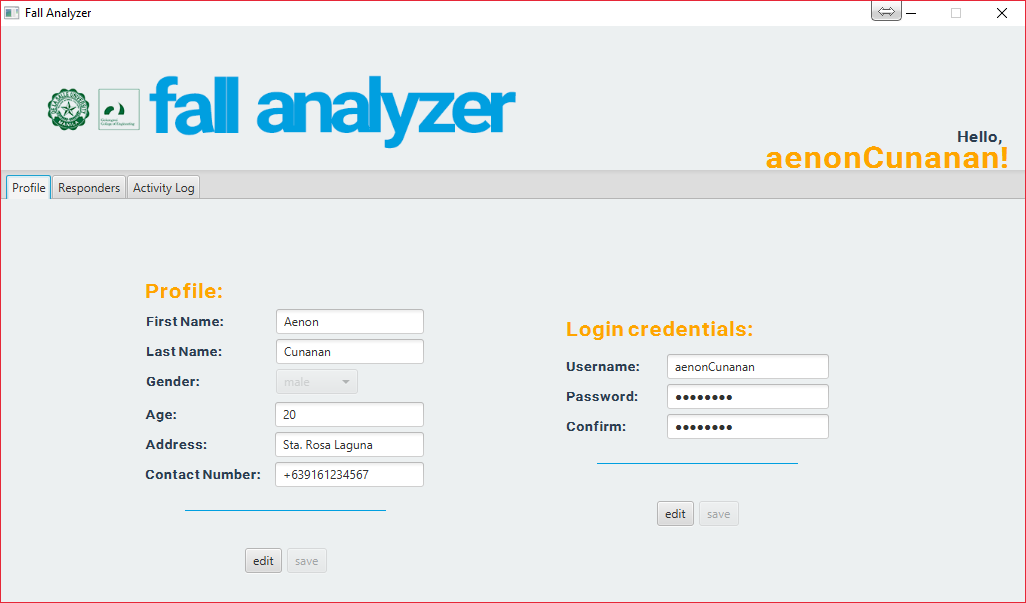 Fall Analyzer
fall analyzer
Hello,
aenonCunanan!
Profile Responders Activity Log
Profile:
First Name: Aenon
Last Name: Cunanan
Gender: male
Age: 20
Address: Sta. Rosa Laguna
Contact Number: +639161234567
edit save
Login credentials:
Username: aenonCunanan
Password: ●●●●●●●●
Confirm: ●●●●●●●●
edit save